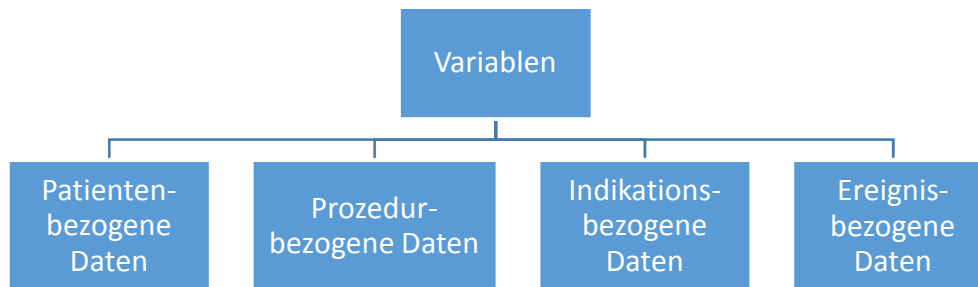 Variablen
Patienten-
bezogene
Daten
Prozedur-
bezogene Daten
Indikations-
bezogene
Daten
Ereignis-
bezogene
Daten